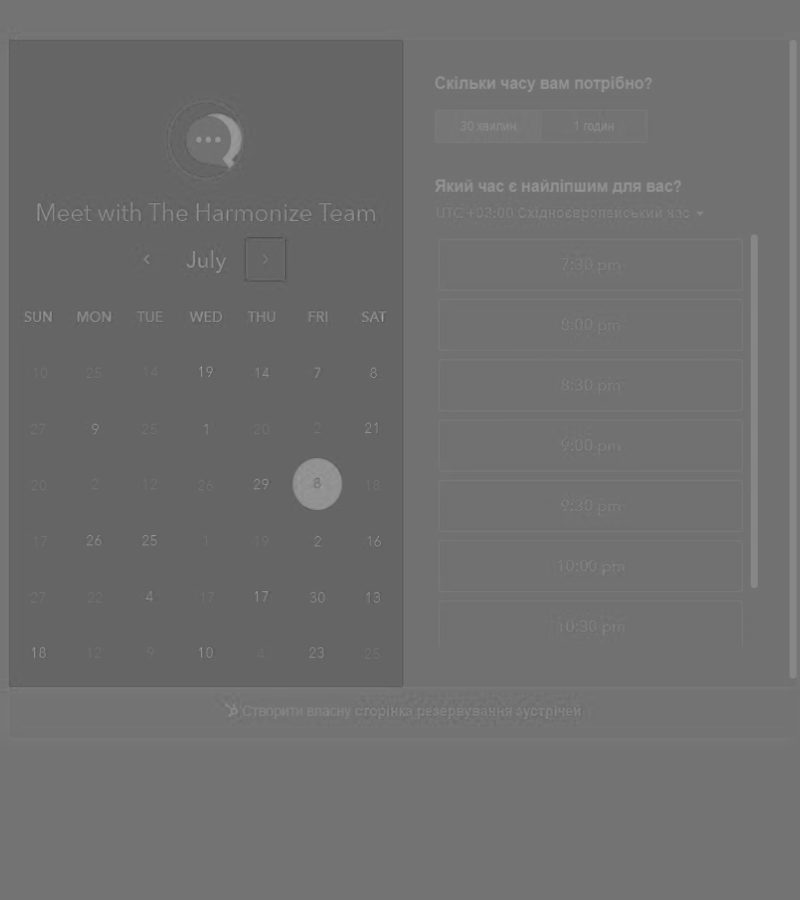 Meet with The Harmonize Team
July
SUN MON TUE WED THU FRI SAT
10 25 14 19 14 7 8
27 9 25 1 20 2 21
20 2 12 26 29 8 18
17 26 25 1 19 2 16
27 22 4 17 17 30 13
18 12 9 10 4 23 25
Скільки часу вам потрібно?
30 хвилин 1 годин
Який час є найліпшим для вас?
UTC +03:00 Східноєвропейський час
7:30 pm
8:00 pm
8:30 pm
9:00 pm
9:30 pm
10:00 pm
10:30 pm
Створити власну сторінка резервування зустрічей